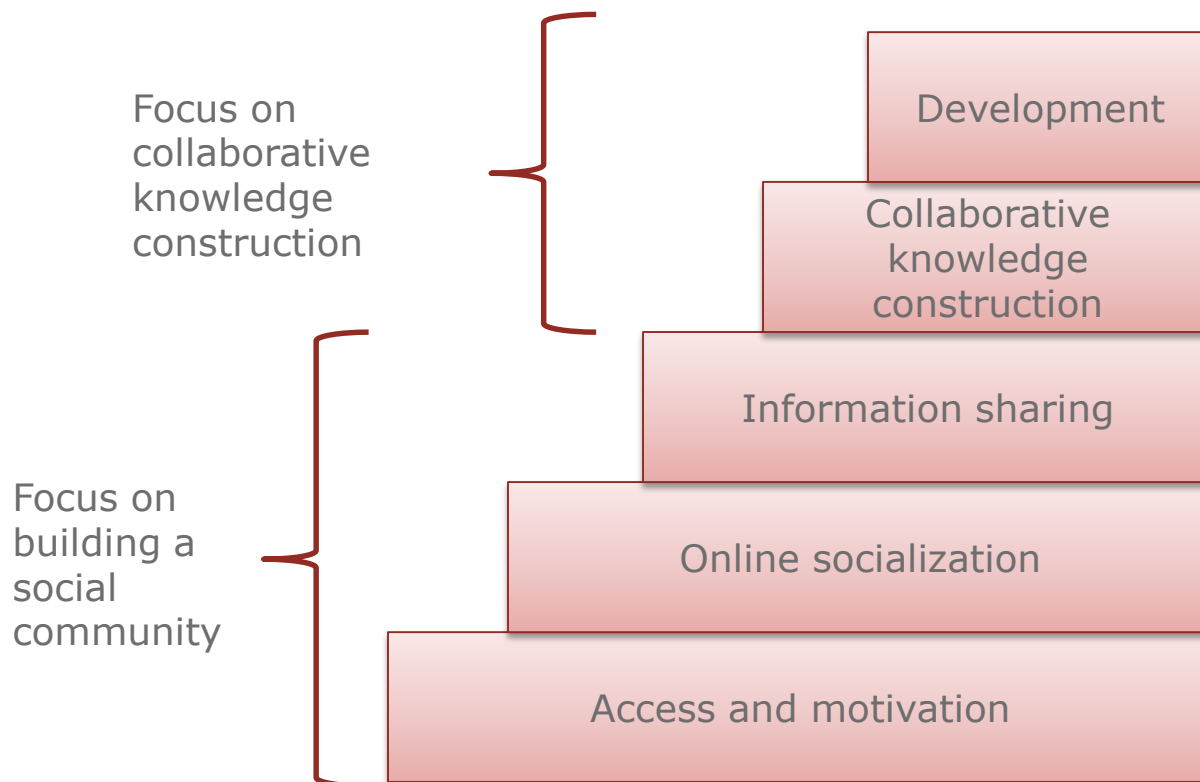 Focus on
collaborative
knowledge
construction
Development
Collaborative
knowledge
construction
Information sharing
Focus on
building a
social
community
Online socialization
Access and motivation